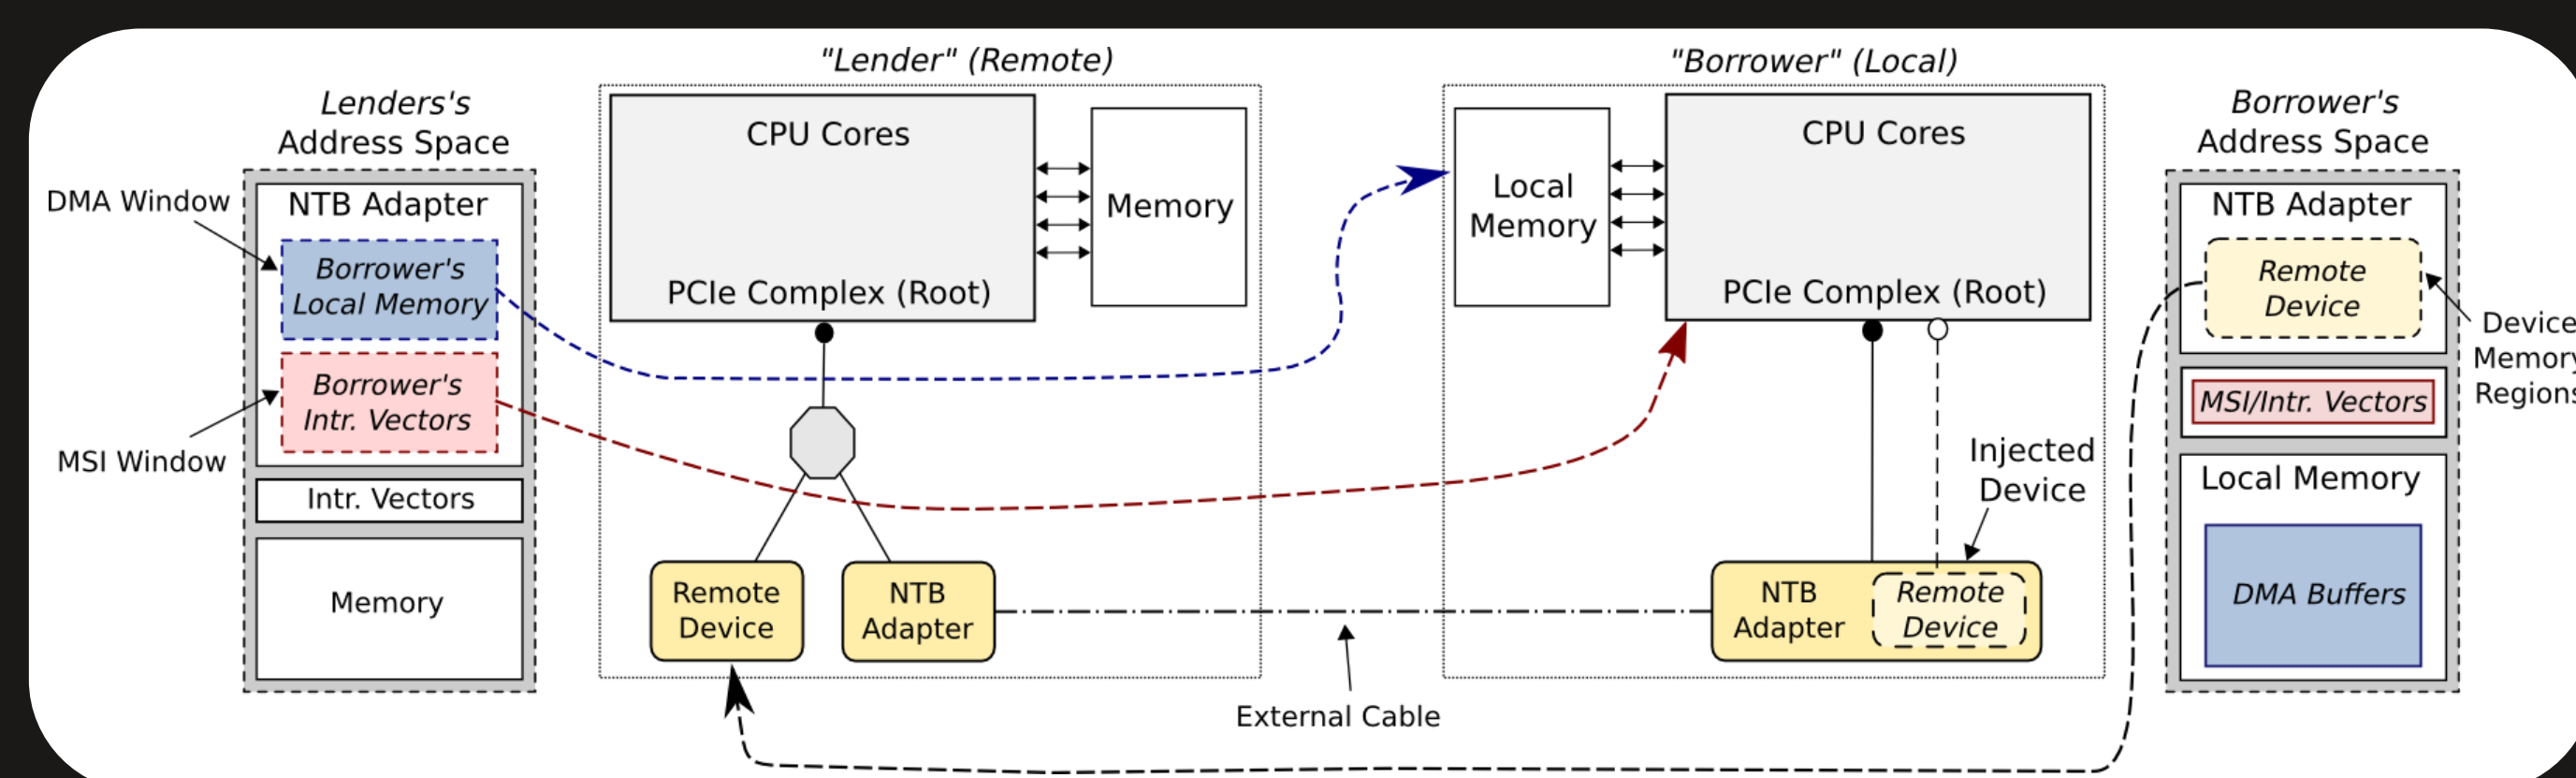 "Lender" (Remote)
"Borrower" (Local)
Lenders's
Address Space
DMA Window
NTB Adapter
Borrower's
Local Memory
Borrower's
Intr. Vectors
MSI Window
Intr. Vectors
Memory
CPU Cores
PCIe Complex (Root)
Memory
Remote
Device
NTB
Adapter
External Cable
Local
Memory
CPU Cores
PCIe Complex (Root)
Injected
Device
NTB
Adapter
Remote
Device
Borrower's
Address Space
NTB Adapter
Remote
Device
Device
Memory
Regions
MSI/Intr. Vectors
Local Memory
DMA Buffers